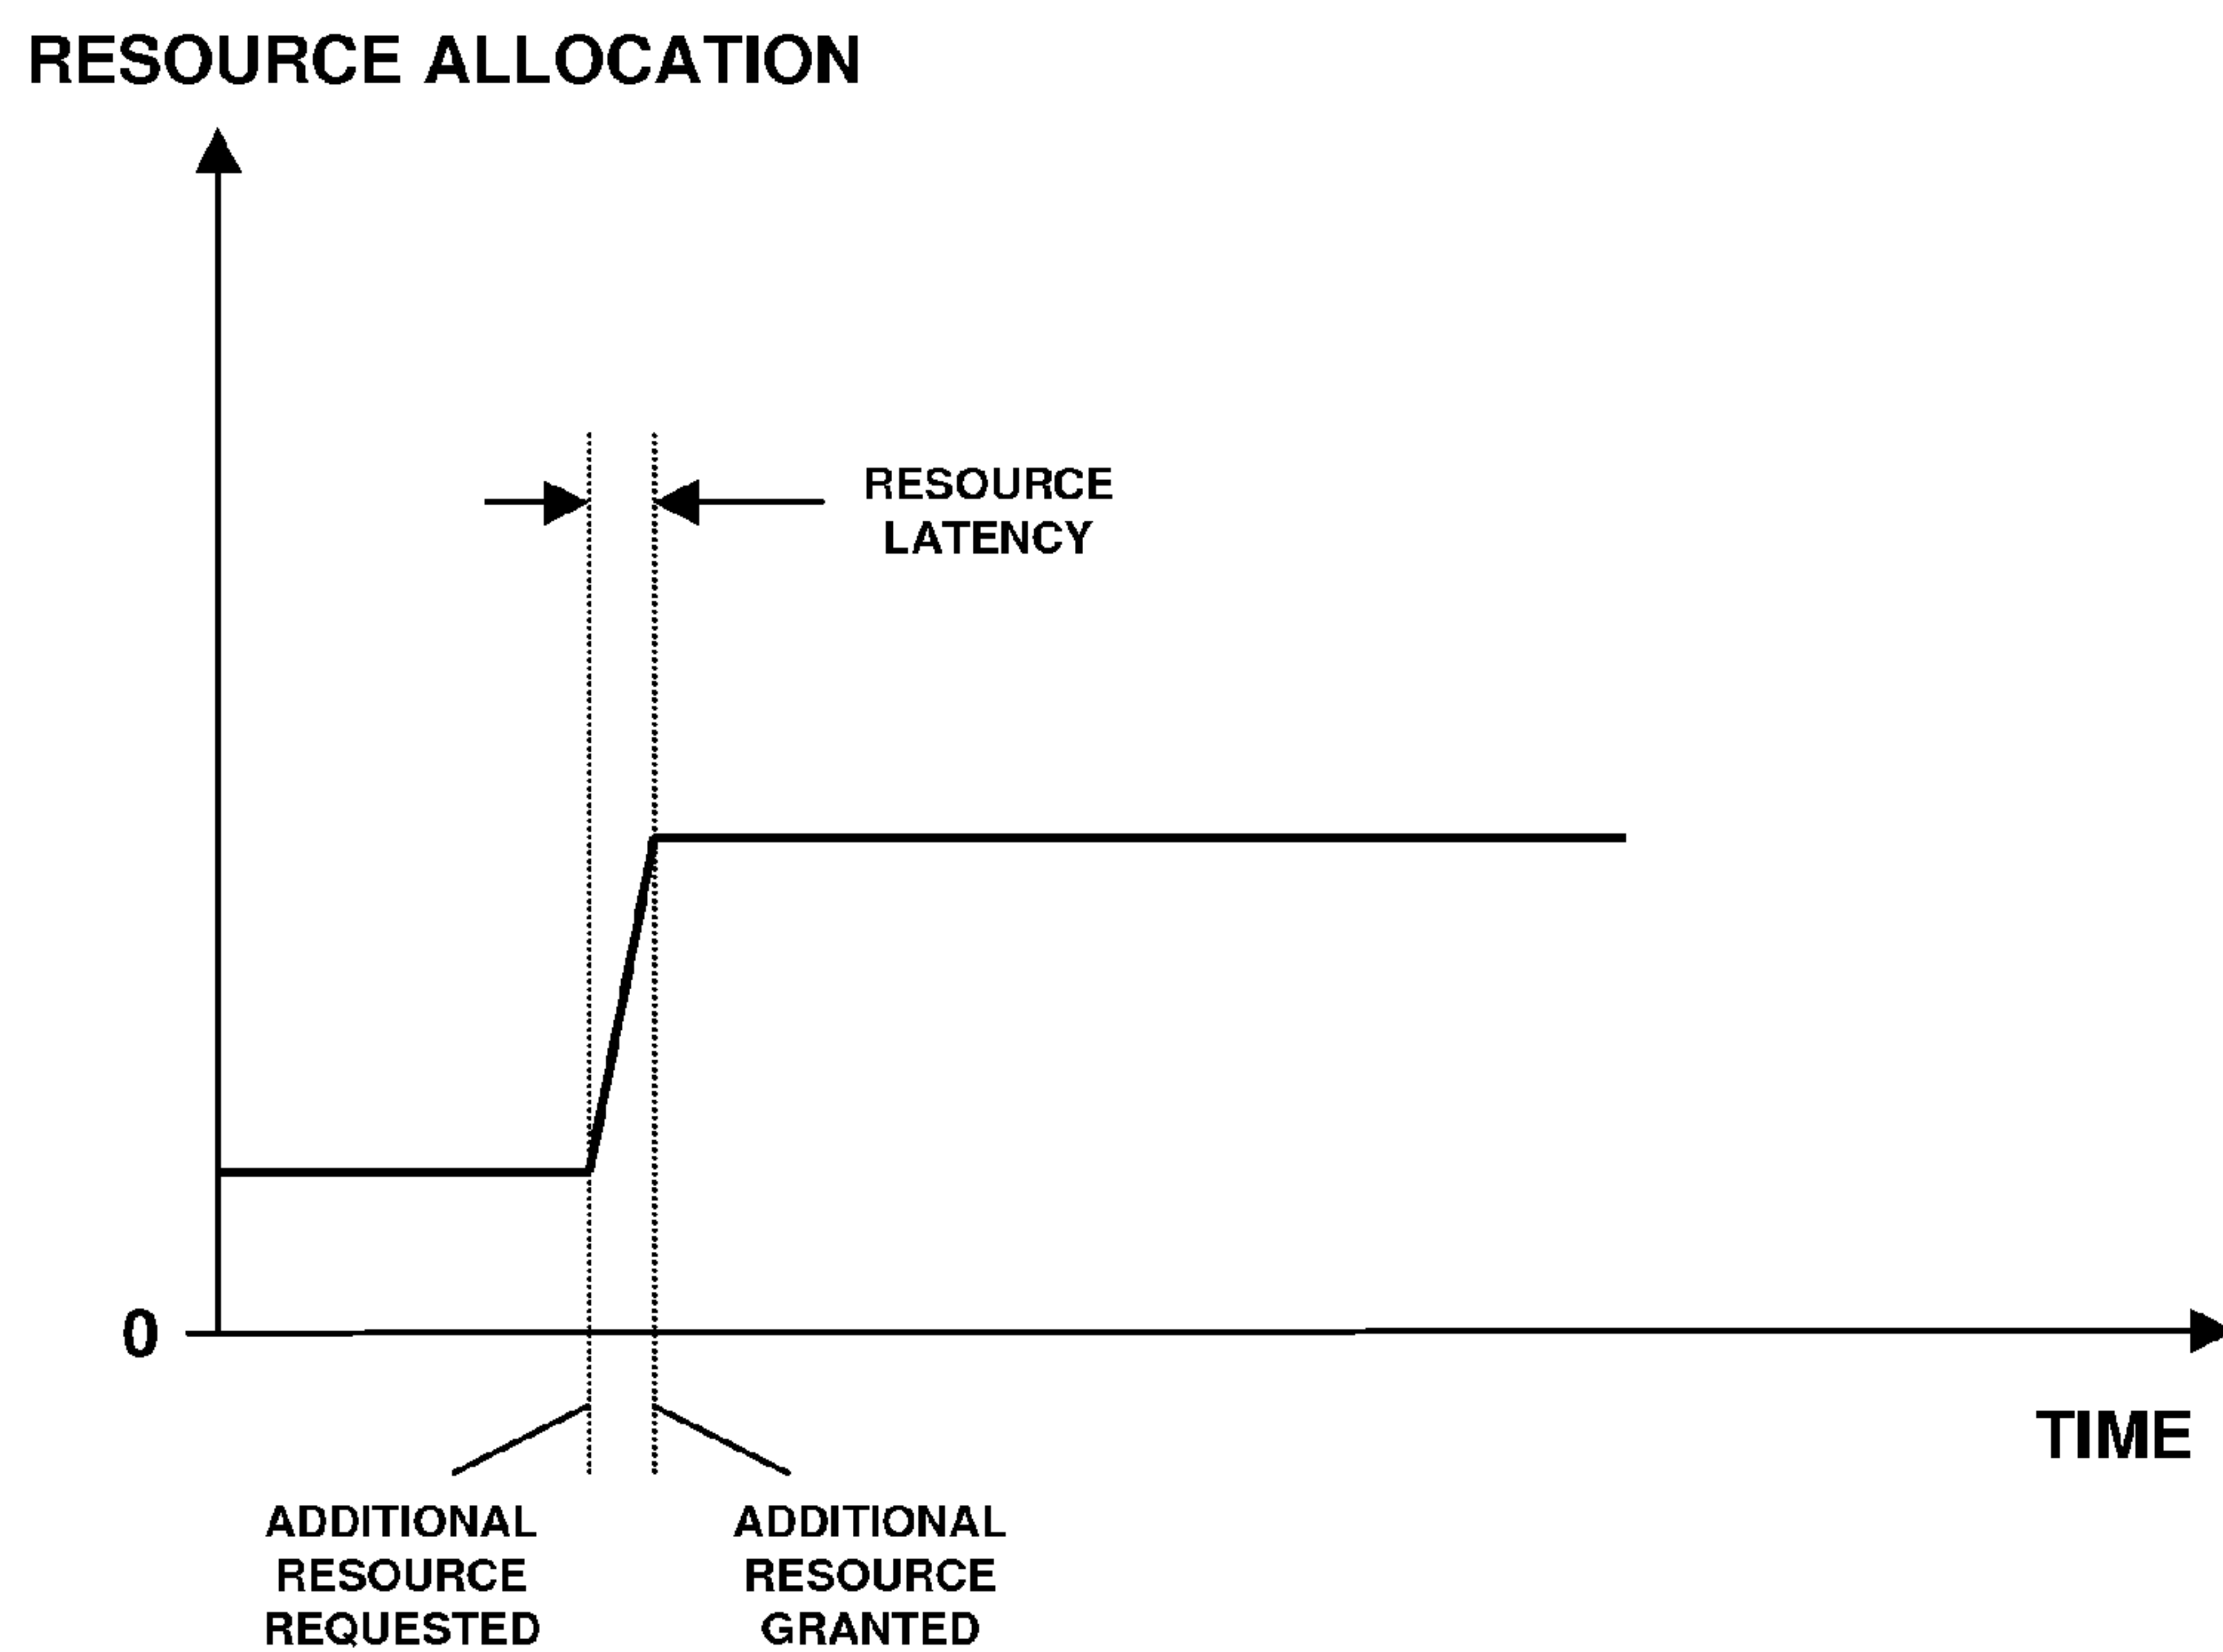 RESOURCE ALLOCATION
RESOURCE
LATENCY
0
TIME
ADDITIONAL
RESOURCE
REQUESTED
ADDITIONAL
RESOURCE
GRANTED